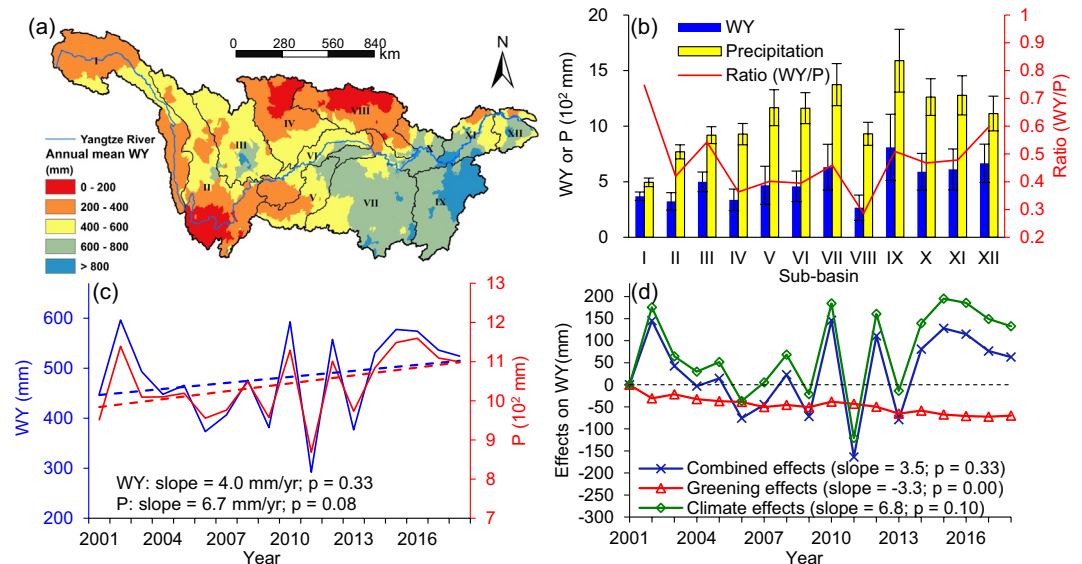 (a)
0 280 560 840
km
N
I
II
III
IV
V
VI
VII
VIII
IX
X
XI
XII
Yangtze River
Annual mean WY
(mm)
0 - 200
200 - 400
400 - 600
600 - 800
> 800
(b)
WY
Precipitation
Ratio (WY/P)
WY or P (10² mm)
20
15
10
5
0
Ratio (WY/P)
1
0.9
0.8
0.7
0.6
0.5
0.4
0.3
0.2
I II III IV V VI VII VIII IX X XI XII
Sub-basin
(c)
WY (mm)
600
500
400
300
200
P (10² mm)
13
12
11
10
9
8
7
WY: slope = 4.0 mm/yr; p = 0.33
P: slope = 6.7 mm/yr; p = 0.08
2001 2004 2007 2010 2013 2016
Year
(d)
Effects on WY(mm)
200
150
100
50
0
-50
-100
-150
-200
-250
-300
Combined effects (slope = 3.5; p = 0.33)
Greening effects (slope = -3.3; p = 0.00)
Climate effects (slope = 6.8; p = 0.10)
2001 2004 2007 2010 2013 2016
Year